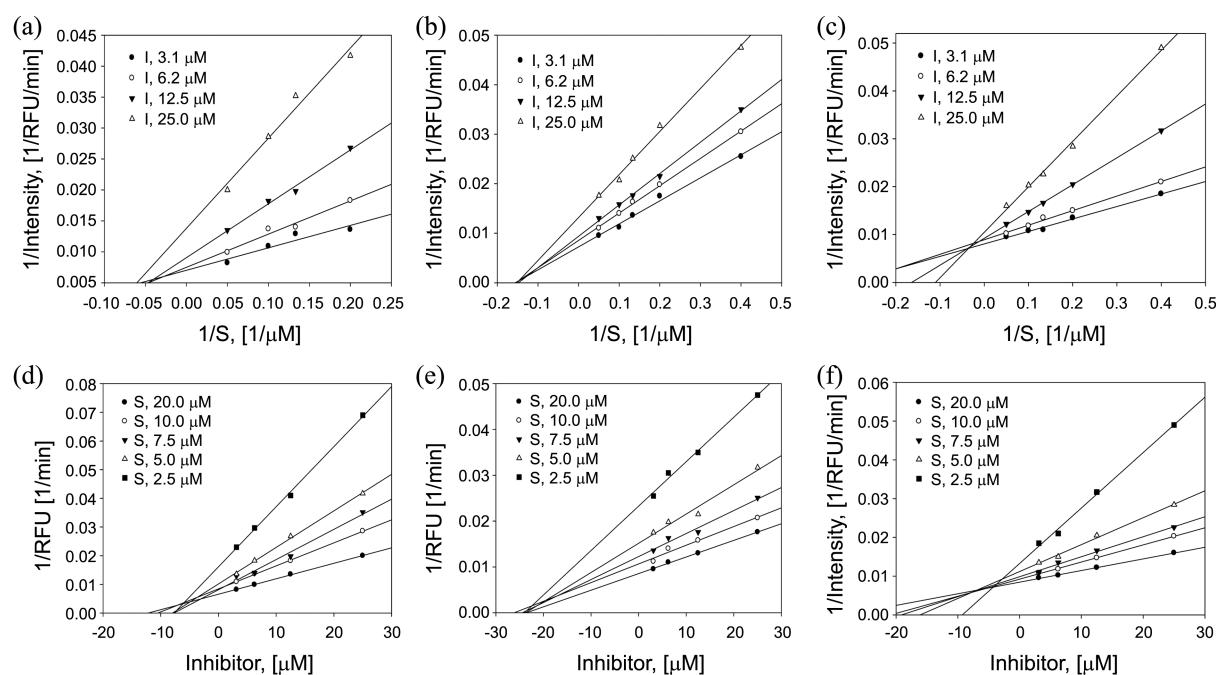 (a)
1/Intensity, [1/RFU/min]
0.045
0.040
0.035
0.030
0.025
0.020
0.015
0.010
0.005
I, 3.1 μM
I, 6.2 μM
I, 12.5 μM
I, 25.0 μM
-0.10 -0.05 0.00 0.05 0.10 0.15 0.20 0.25
1/S, [1/μM]
(b)
1/Intensity, [1/RFU/min]
0.05
0.04
0.03
0.02
0.01
0.00
I, 3.1 μM
I, 6.2 μM
I, 12.5 μM
I, 25.0 μM
-0.2 -0.1 0.0 0.1 0.2 0.3 0.4 0.5
1/S, [1/μM]
(c)
1/Intensity, [1/RFU/min]
0.05
0.04
0.03
0.02
0.01
0.00
I, 3.1 μM
I, 6.2 μM
I, 12.5 μM
I, 25.0 μM
-0.2 -0.1 0.0 0.1 0.2 0.3 0.4 0.5
1/S, [1/μM]
(d)
1/RFU [1/min]
0.08
0.07
0.06
0.05
0.04
0.03
0.02
0.01
0.00
S, 20.0 μM
S, 10.0 μM
S, 7.5 μM
S, 5.0 μM
S, 2.5 μM
-20 -10 0 10 20 30
Inhibitor, [μM]
(e)
1/RFU [1/min]
0.05
0.04
0.03
0.02
0.01
0.00
S, 20.0 μM
S, 10.0 μM
S, 7.5 μM
S, 5.0 μM
S, 2.5 μM
-30 -20 -10 0 10 20 30
Inhibitor, [μM]
(f)
1/Intensity, [1/RFU/min]
0.06
0.05
0.04
0.03
0.02
0.01
0.00
S, 20.0 μM
S, 10.0 μM
S, 7.5 μM
S, 5.0 μM
S, 2.5 μM
-20 -10 0 10 20 30
Inhibitor, [μM]